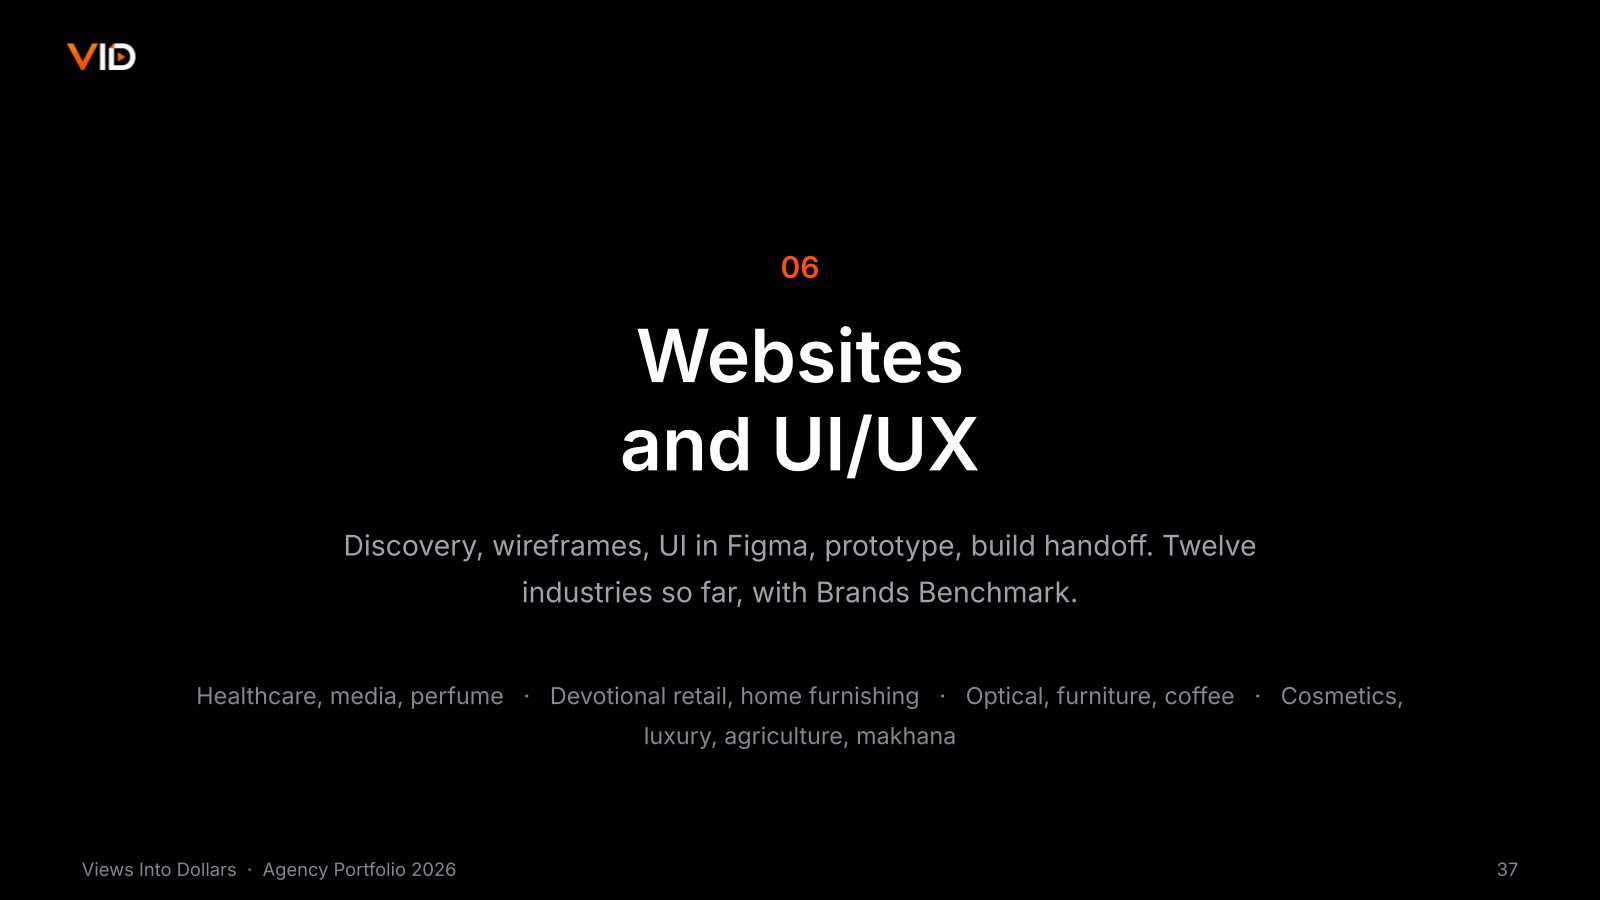 VID
06
Websites
and UI/UX
Discovery, wireframes, UI in Figma, prototype, build handoff. Twelve
industries so far, with Brands Benchmark.
Healthcare, media, perfume · Devotional retail, home furnishing · Optical, furniture, coffee · Cosmetics,
luxury, agriculture, makhana
Views Into Dollars · Agency Portfolio 2026
37